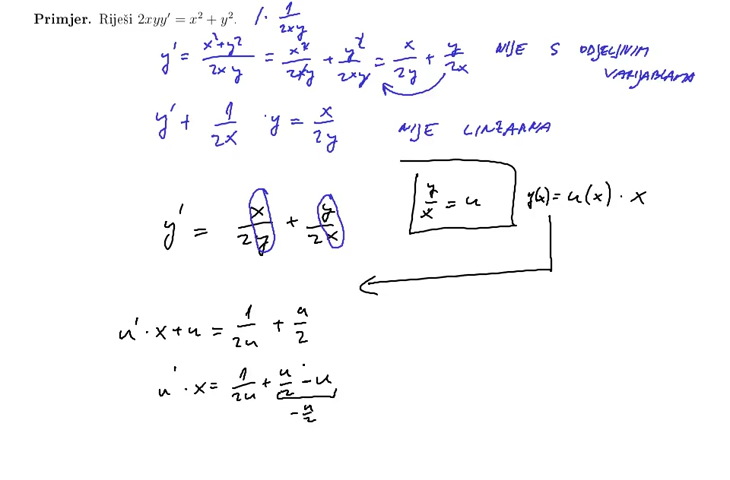 Primjer. Riješi 2xyy' = x² + y². /· 1/(2xy)
y' = (x²+y²)/(2xy) = x²/(2xy) + y²/(2xy) = x/(2y) + y/(2x) NIJE S ODJELJIVIM VARIJABLAMA
y' + 1/(2x) · y = x/(2y) NIJE LINEARNA
y' = x/(2y) + y/(2x) y/x = u y(x) = u(x) · x
u' · x + u = 1/(2u) + u/2
u' · x = 1/(2u) + u/2 - u
-u/2